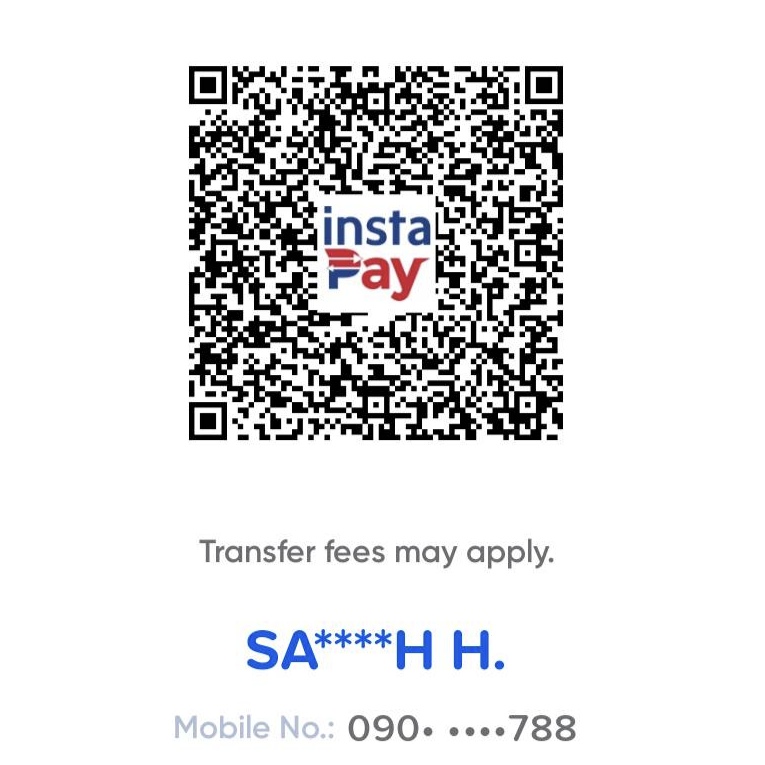 insta
Pay
Transfer fees may apply.
SA****H H.
Mobile No.: 090• ••••788